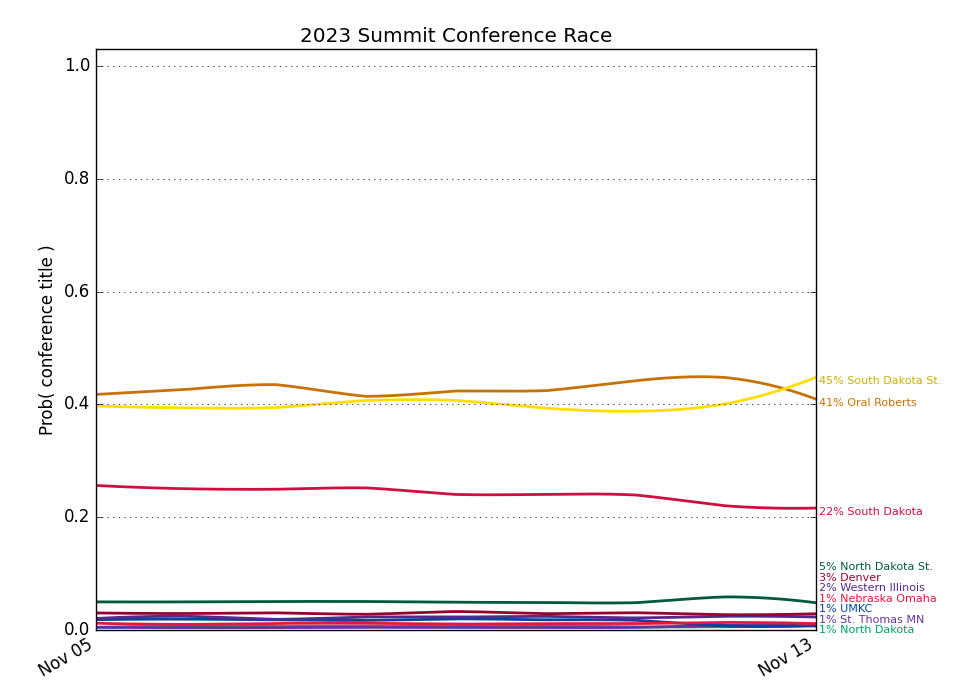 2023 Summit Conference Race
Prob( conference title )
1.0
0.8
0.6
0.4
0.2
0.0
Nov 05
Nov 13
45% South Dakota St.
41% Oral Roberts
22% South Dakota
5% North Dakota St.
3% Denver
2% Western Illinois
1% Nebraska Omaha
1% UMKC
1% St. Thomas MN
1% North Dakota